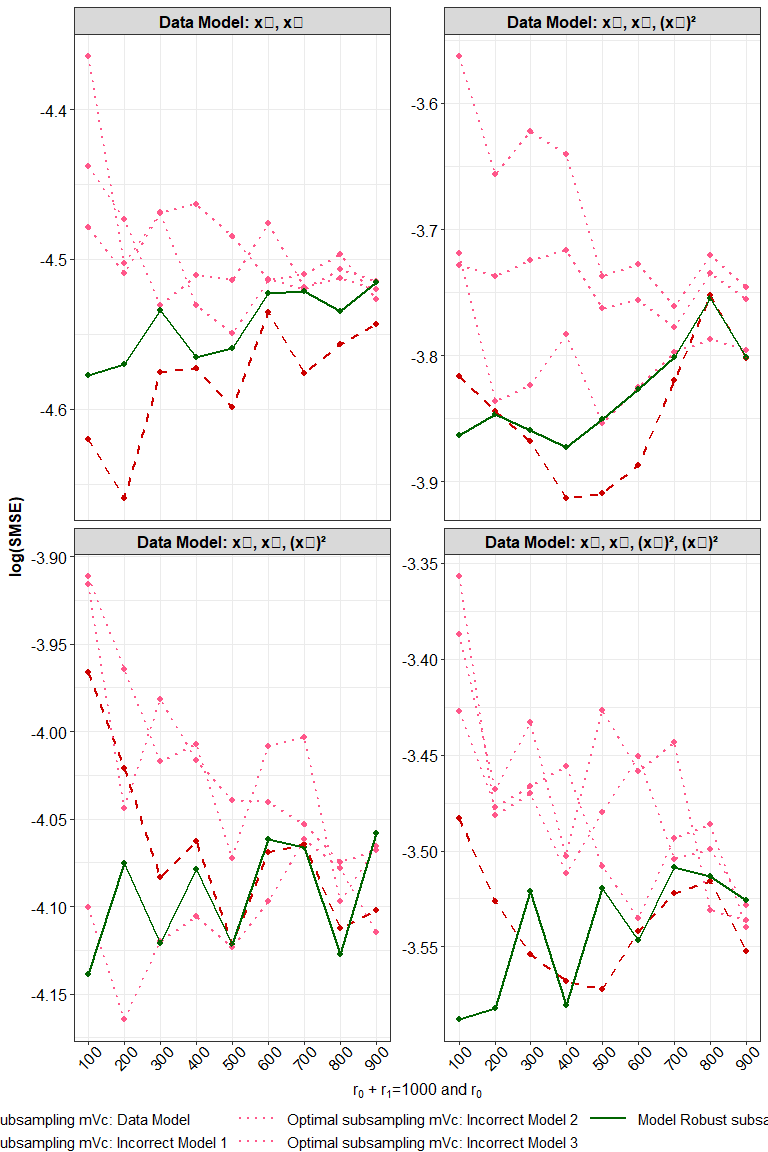 Data Model: x▯, x▯
Data Model: x▯, x▯, (x▯)²
-4.4
-4.5
-4.6
-3.6
-3.7
-3.8
-3.9
log(SMSE)
Data Model: x▯, x▯, (x▯)²
Data Model: x▯, x▯, (x▯)², (x▯)²
-3.90
-3.95
-4.00
-4.05
-4.10
-4.15
-3.35
-3.40
-3.45
-3.50
-3.55
100 200 300 400 500 600 700 800 900
100 200 300 400 500 600 700 800 900
r₀ + r₁=1000 and r₀
ubsampling mVc: Data Model Optimal subsampling mVc: Incorrect Model 2 Model Robust subsa
ubsampling mVc: Incorrect Model 1 Optimal subsampling mVc: Incorrect Model 3